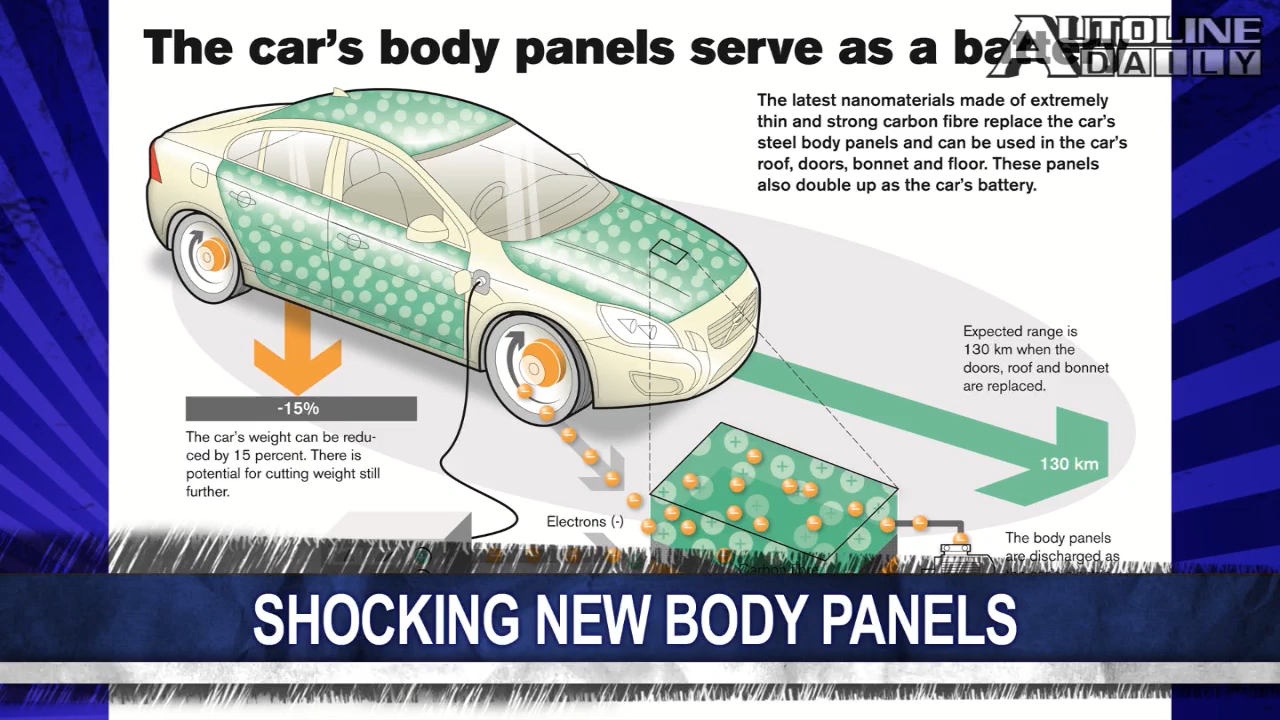 The car's body panels serve as a
AUTOLINE
DAILY
The latest nanomaterials made of extremely
thin and strong carbon fibre replace the car's
steel body panels and can be used in the car's
roof, doors, bonnet and floor. These panels
also double up as the car's battery.
Expected range is
130 km when the
doors, roof and bonnet
are replaced.
-15%
The car's weight can be redu-
ced by 15 percent. There is
potential for cutting weight still
further.
130 km
Electrons (-)
The body panels
are discharged as
Carbon fibre
SHOCKING NEW BODY PANELS